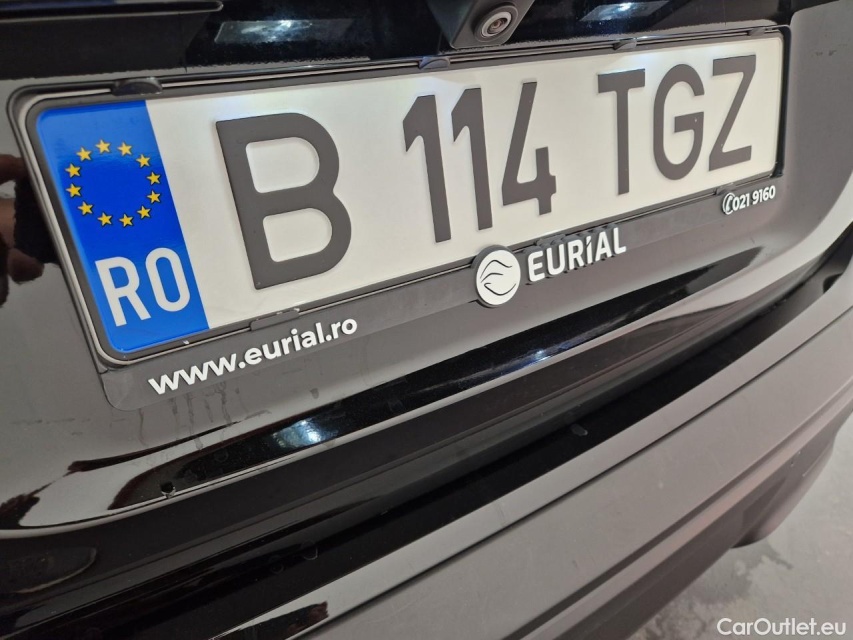 RO
B 114 TGZ
021 9160
EURIAL
www.eurial.ro
CarOutlet.eu